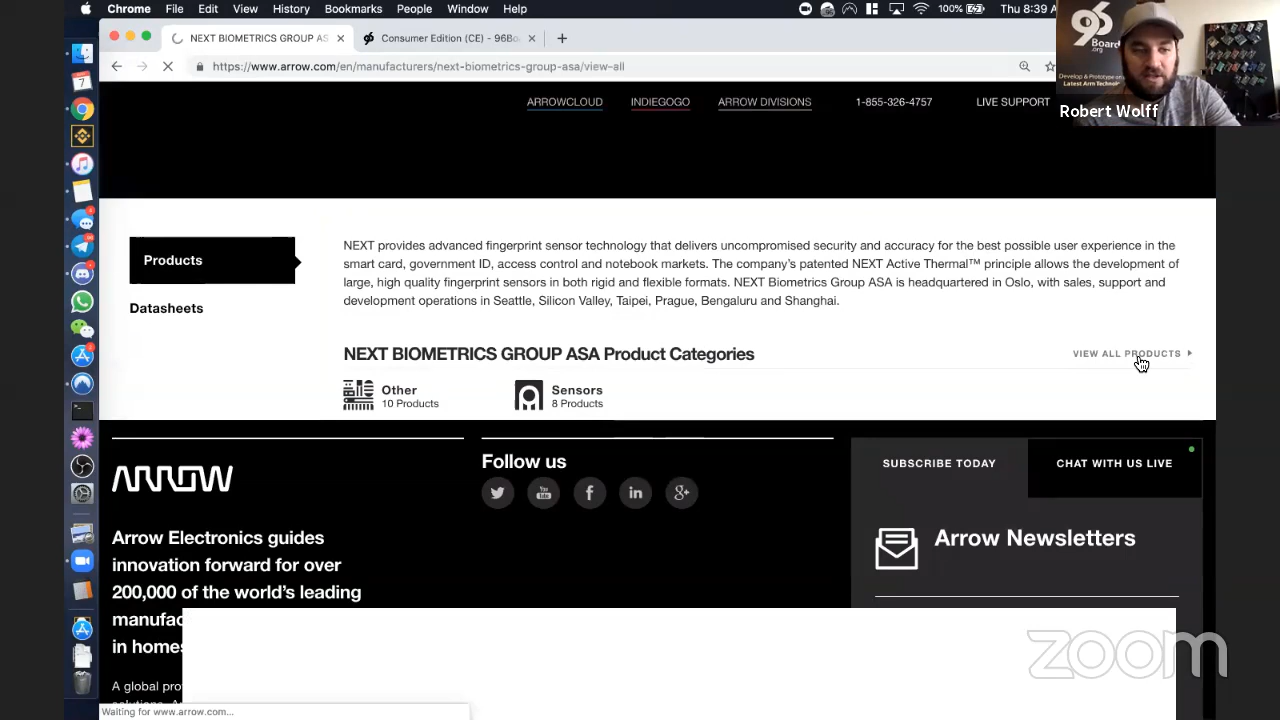 Chrome File Edit View History Bookmarks People Window Help 100% Thu 8:39 A
NEXT BIOMETRICS GROUP AS
Consumer Edition (CE) - 96Bo
https://www.arrow.com/en/manufacturers/next-biometrics-group-asa/view-all
96
Board
.org
Develop & Prototype on
Latest Arm Technol
Robert Wolff
ARROWCLOUD INDIEGOGO ARROW DIVISIONS 1-855-326-4757 LIVE SUPPORT
Products
Datasheets
NEXT provides advanced fingerprint sensor technology that delivers uncompromised security and accuracy for the best possible user experience in the
smart card, government ID, access control and notebook markets. The company's patented NEXT Active Thermal™ principle allows the development of
large, high quality fingerprint sensors in both rigid and flexible formats. NEXT Biometrics Group ASA is headquartered in Oslo, with sales, support and
development operations in Seattle, Silicon Valley, Taipei, Prague, Bengaluru and Shanghai.
NEXT BIOMETRICS GROUP ASA Product Categories
VIEW ALL PRODUCTS
Other
10 Products
Sensors
8 Products
ARROW
Follow us
SUBSCRIBE TODAY
CHAT WITH US LIVE
Arrow Electronics guides
innovation forward for over
200,000 of the world's leading
manufac
in homes
A global pro
Arrow Newsletters
zoom
Waiting for www.arrow.com...